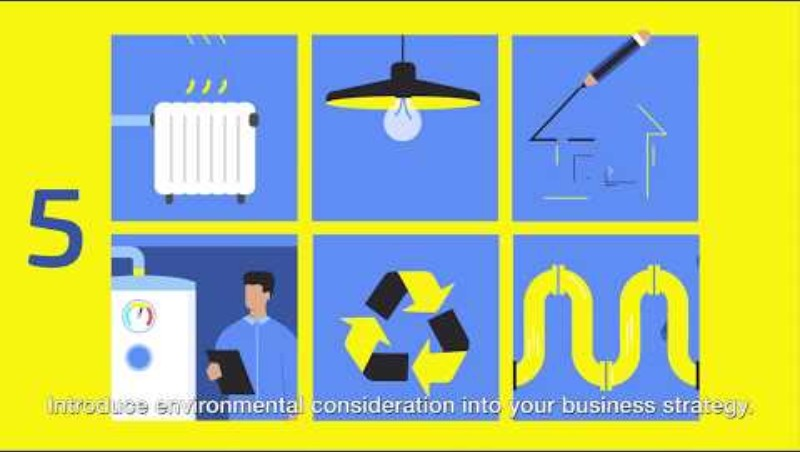 5
Introduce environmental consideration into your business strategy.